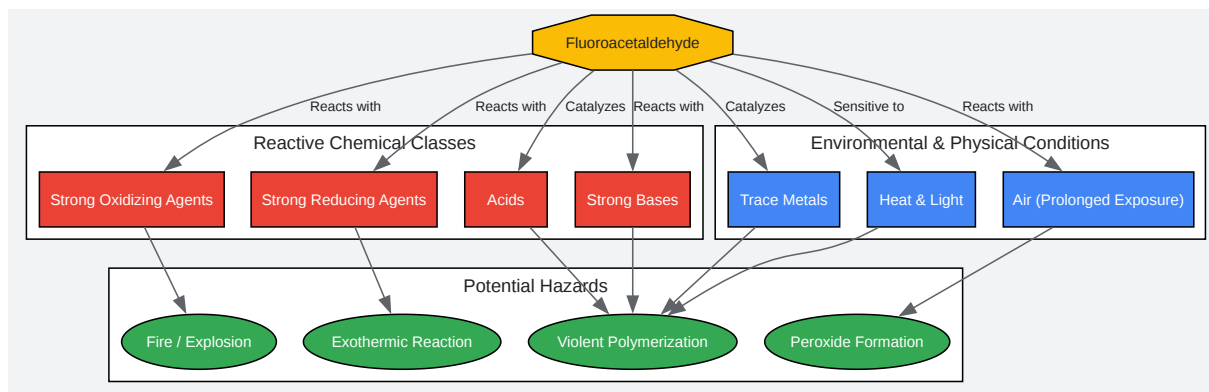 Fluoroacetaldehyde
Reacts with
Reacts with
Catalyzes
Reacts with
Catalyzes
Sensitive to
Reacts with
Reactive Chemical Classes
Environmental & Physical Conditions
Strong Oxidizing Agents
Strong Reducing Agents
Acids
Strong Bases
Trace Metals
Heat & Light
Air (Prolonged Exposure)
Potential Hazards
Fire / Explosion
Exothermic Reaction
Violent Polymerization
Peroxide Formation